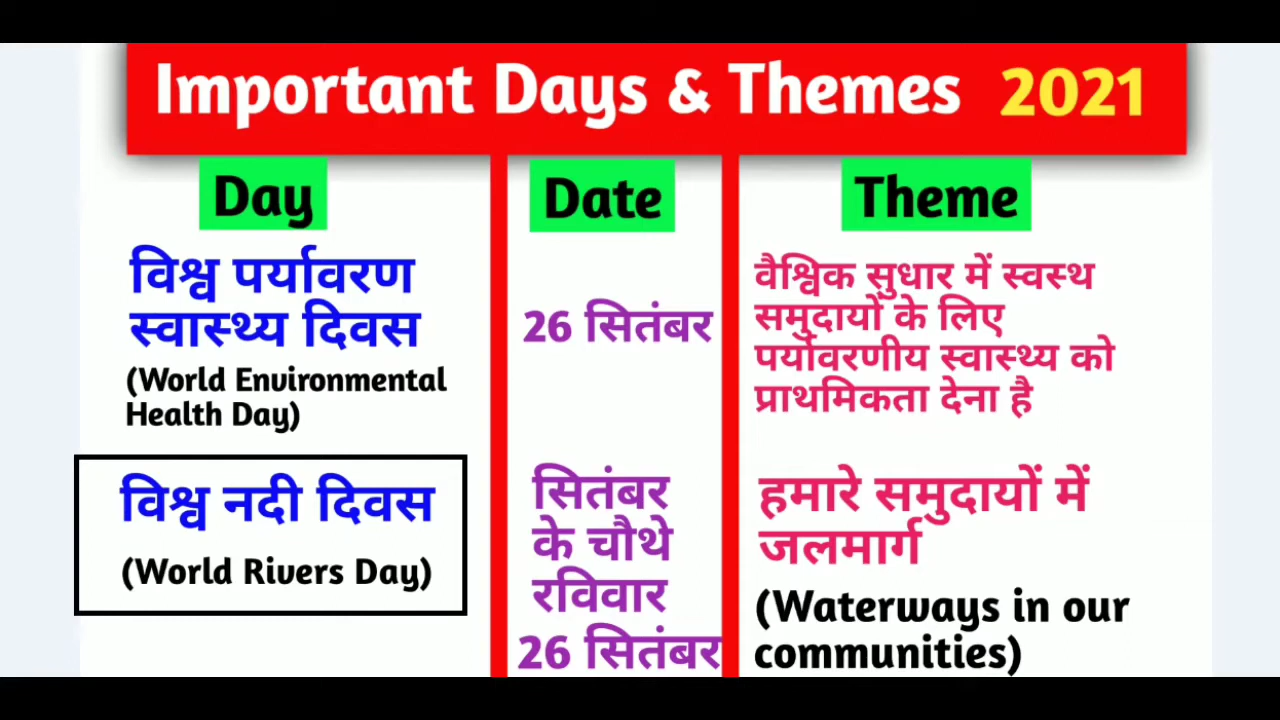 Important Days & Themes 2021
Day
Date
Theme
विश्व पर्यावरण
स्वास्थ्य दिवस
(World Environmental
Health Day)
26 सितंबर
वैश्विक सुधार में स्वस्थ
समुदायों के लिए
पर्यावरणीय स्वास्थ्य को
प्राथमिकता देना है
विश्व नदी दिवस
(World Rivers Day)
सितंबर
के चौथे
रविवार
26 सितंबर
हमारे समुदायों में
जलमार्ग
(Waterways in our
communities)